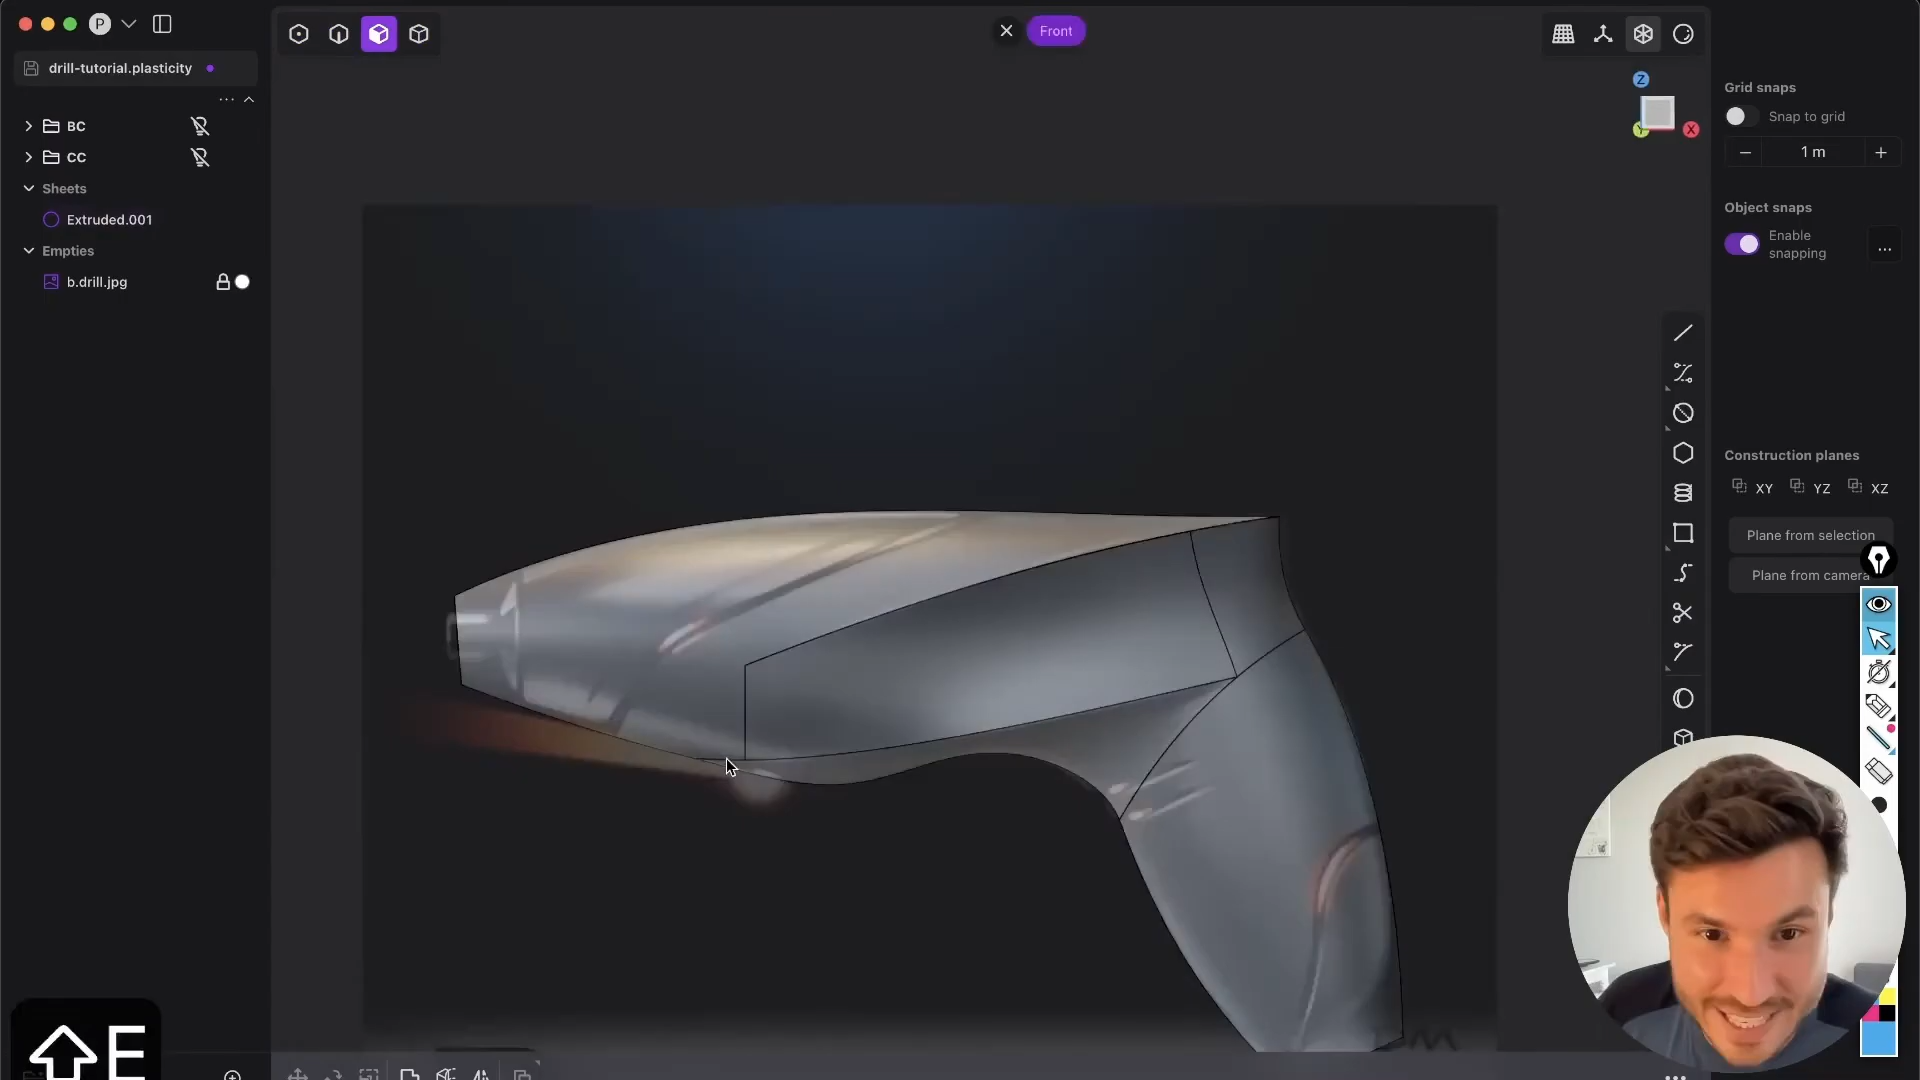 P
Front
drill-tutorial.plasticity
Z
Y
X
BC
CC
Sheets
Extruded.001
Empties
b.drill.jpg
Grid snaps
Snap to grid
1 m
Object snaps
Enable
snapping
Construction planes
XY YZ XZ
Plane from selection
Plane from camera
E